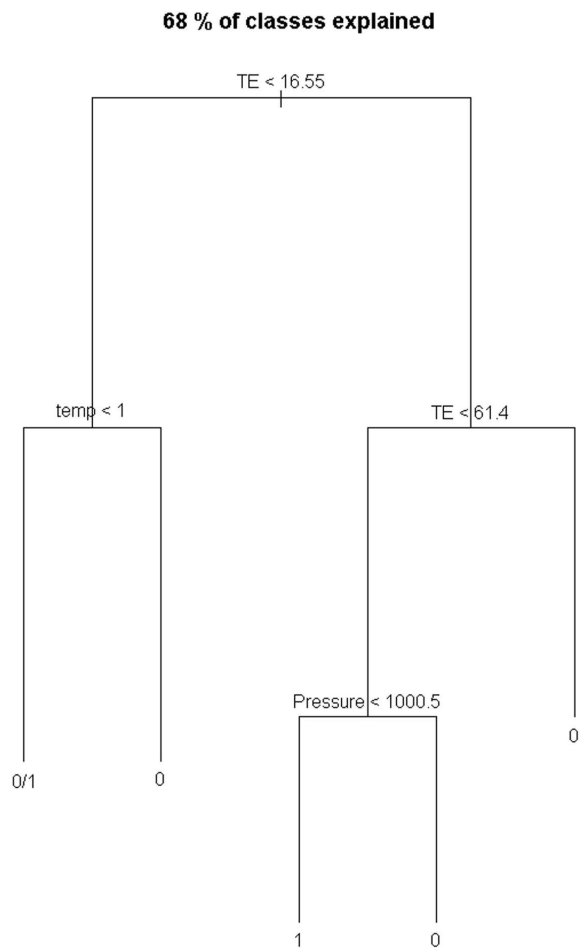 68 % of classes explained
TE < 16.55
temp < 1
TE < 61.4
Pressure < 1000.5
0
0/1
0
1
0